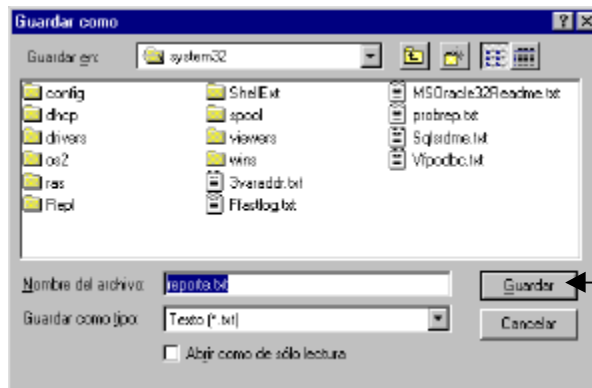 Guardar como
Guardar en:
system32
config
dhcp
drivers
os2
ras
Repl
ShellExt
spool
viewers
wins
3varaddr.txt
Ffastlog.txt
MSOracle32Readme.txt
probrep.txt
Sqlsrdme.txt
Vfpodbc.txt
Nombre del archivo:
reporte.txt
Guardar
Guardar como tipo:
Texto (*.txt)
Cancelar
Abrir como de sólo lectura